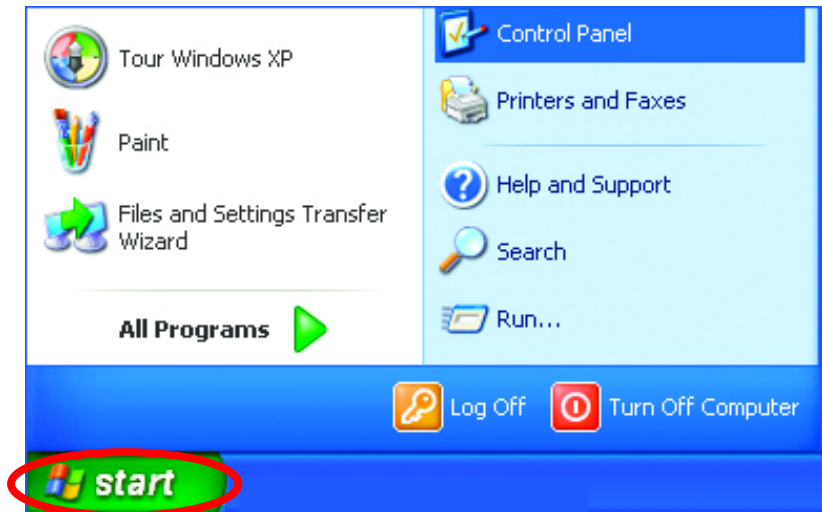 Tour Windows XP
Paint
Files and Settings Transfer
Wizard
All Programs
Control Panel
Printers and Faxes
Help and Support
Search
Run...
Log Off
Turn Off Computer
start